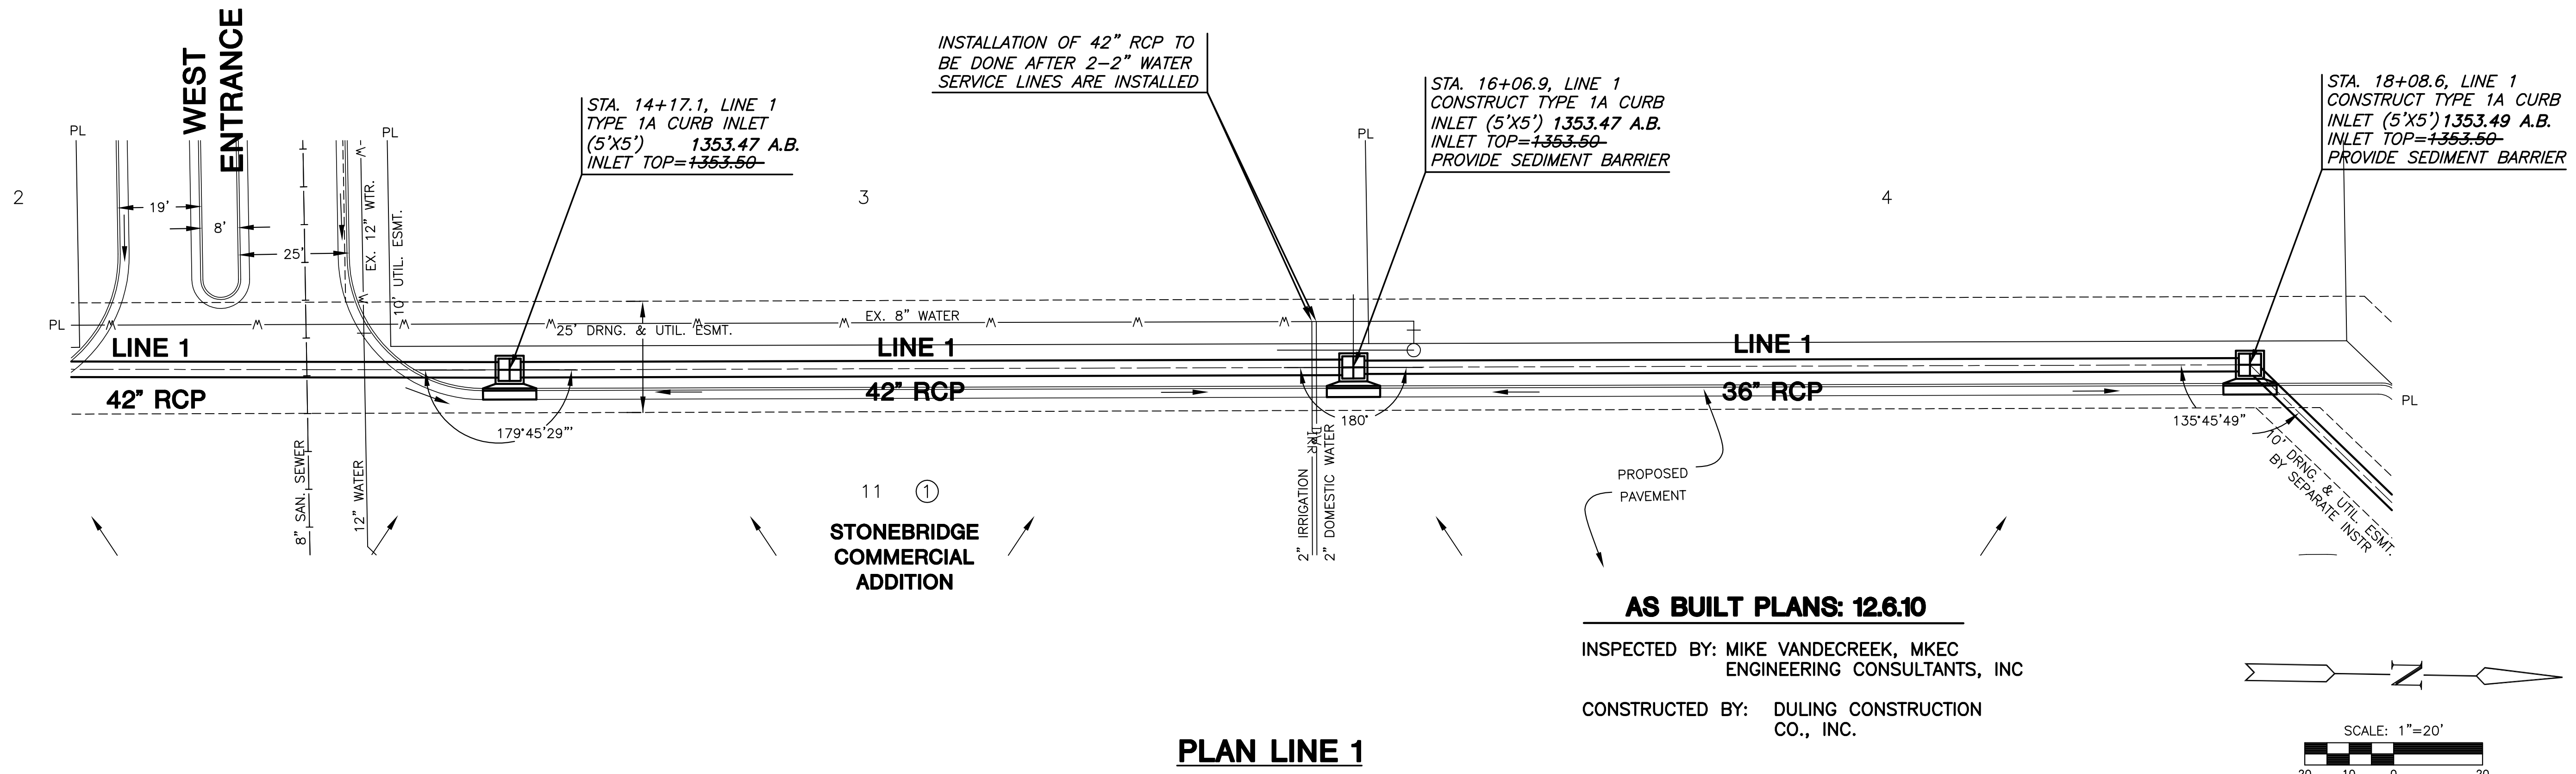 WEST
ENTRANCE
INSTALLATION OF 42" RCP TO
BE DONE AFTER 2-2" WATER
SERVICE LINES ARE INSTALLED
STA. 14+17.1, LINE 1
TYPE 1A CURB INLET
(5'X5') 1353.47 A.B.
INLET TOP=1353.50
STA. 16+06.9, LINE 1
CONSTRUCT TYPE 1A CURB
INLET (5'X5') 1353.47 A.B.
INLET TOP=1353.50
PROVIDE SEDIMENT BARRIER
STA. 18+08.6, LINE 1
CONSTRUCT TYPE 1A CURB
INLET (5'X5') 1353.49 A.B.
INLET TOP=1353.50
PROVIDE SEDIMENT BARRIER
PL
PL
PL
2
3
4
19'
8'
25'
EX. 12" WTR.
10' UTIL. ESMT.
PL
W
W
W
W
W
W
W
W
W
W
EX. 8" WATER
25' DRNG. & UTIL. ESMT.
LINE 1
LINE 1
LINE 1
42" RCP
42" RCP
36" RCP
PL
179°45'29"'
180°
135°45'49"
8" SAN. SEWER
12" WATER
2" IRRIGATION
IRR
DW
2" DOMESTIC WATER
10' DRNG. & UTIL. ESMT.
BY SEPARATE INSTR
PROPOSED
PAVEMENT
11 1
STONEBRIDGE
COMMERCIAL
ADDITION
AS BUILT PLANS: 12.6.10
INSPECTED BY: MIKE VANDECREEK, MKEC
ENGINEERING CONSULTANTS, INC
CONSTRUCTED BY: DULING CONSTRUCTION
CO., INC.
N
PLAN LINE 1
SCALE: 1"=20'
20 10 0 20